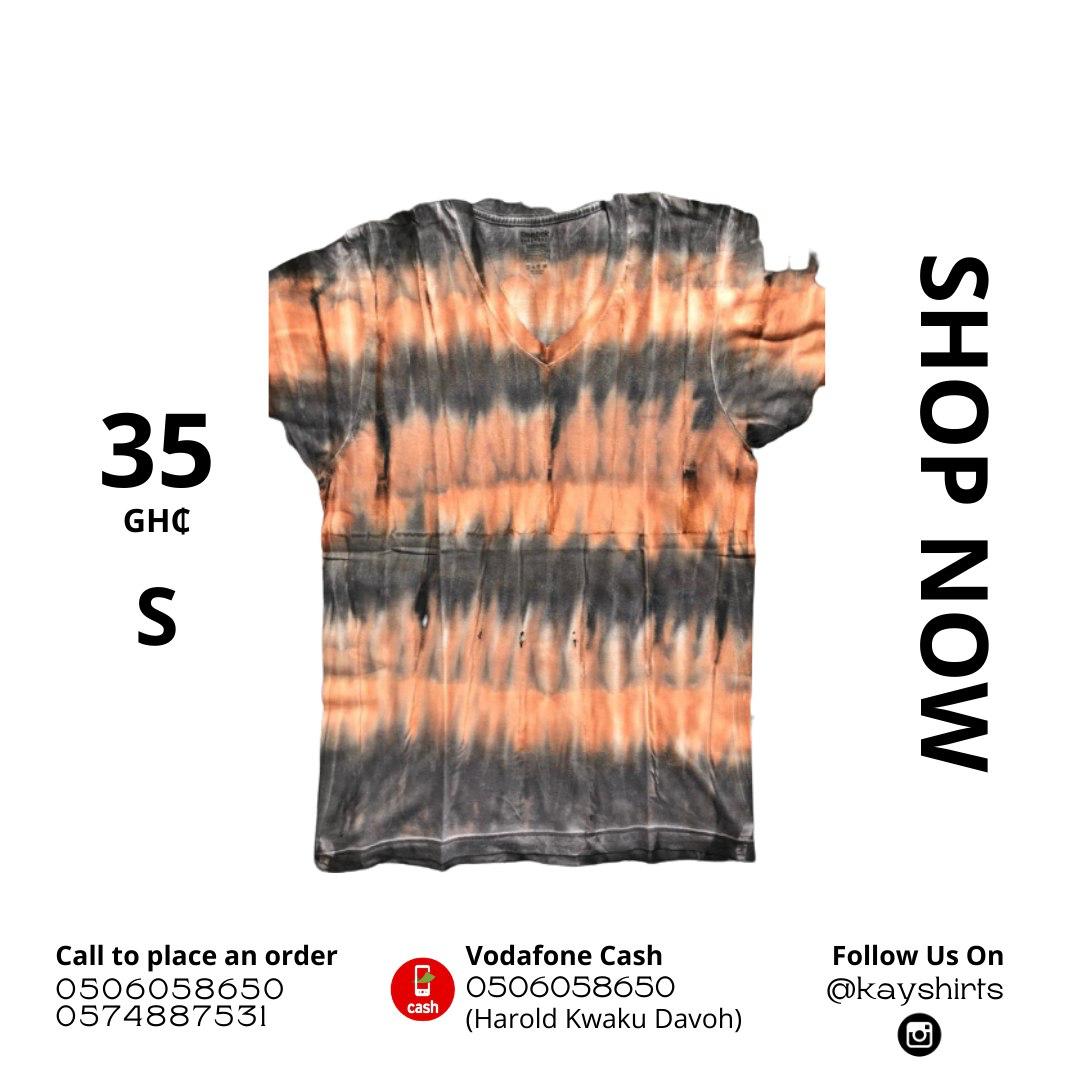 35
GH₵
S
SHOP NOW
Call to place an order
0506058650
0574887531
cash
Vodafone Cash
0506058650
(Harold Kwaku Davoh)
Follow Us On
@kayshirts